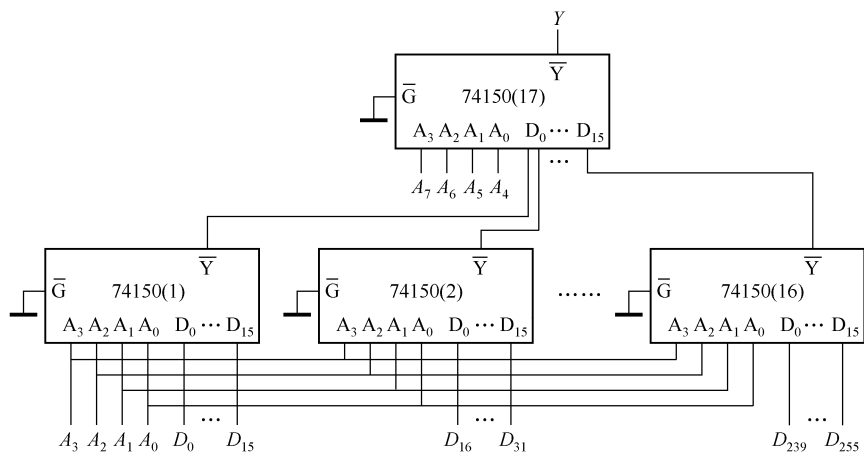 Y
Y̅
G̅ 74150(17)
A₃ A₂ A₁ A₀ D₀ ⋯ D₁₅
⋯
A₇ A₆ A₅ A₄
Y̅ Y̅ Y̅
G̅ 74150(1) G̅ 74150(2) ⋯⋯ G̅ 74150(16)
A₃ A₂ A₁ A₀ D₀ ⋯ D₁₅ A₃ A₂ A₁ A₀ D₀ ⋯ D₁₅ A₃ A₂ A₁ A₀ D₀ ⋯ D₁₅
A₃ A₂ A₁ A₀ D₀ ⋯ D₁₅ D₁₆ ⋯ D₃₁ D₂₃₉ ⋯ D₂₅₅